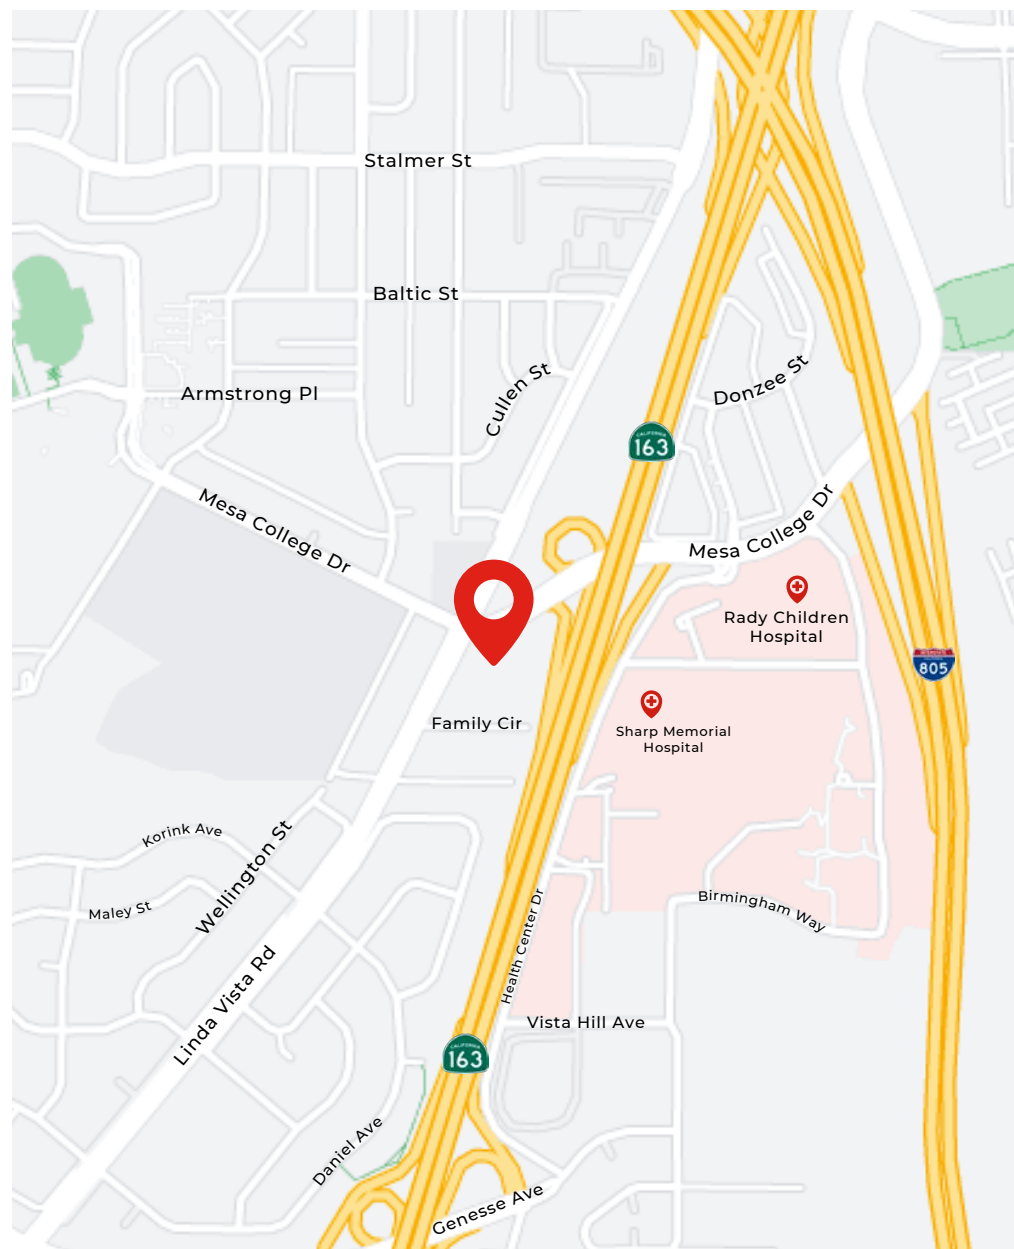 Stalmer St
Baltic St
Cullen St
Donzee St
Armstrong Pl
CALIFORNIA
163
Mesa College Dr
Mesa College Dr
Rady Children
Hospital
805
Sharp Memorial
Hospital
Family Cir
Korink Ave
Wellington St
Maley St
Birmingham Way
Health Center Dr
Linda Vista Rd
Vista Hill Ave
CALIFORNIA
163
Daniel Ave
Genesse Ave